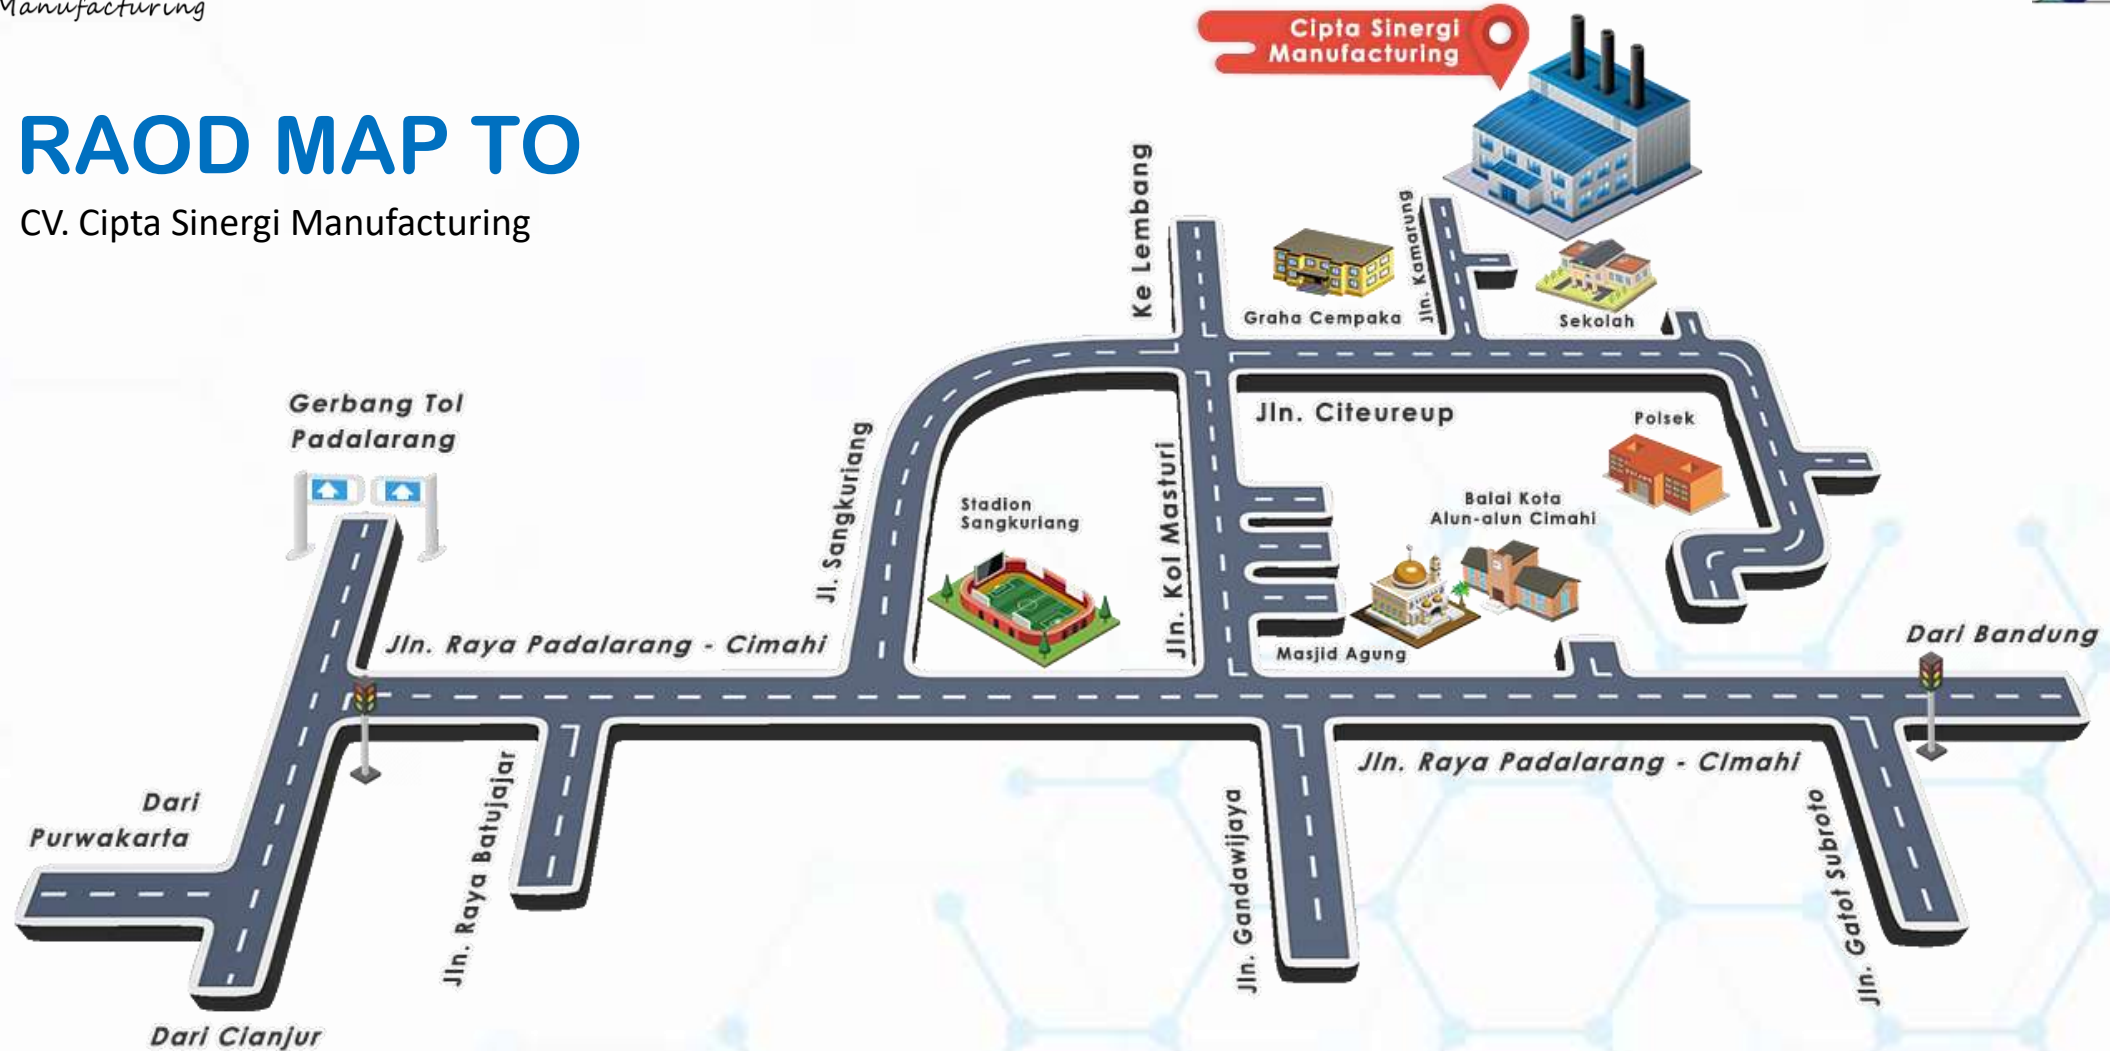 Manufacturing
Cipta Sinergi
Manufacturing
RAOD MAP TO
CV. Cipta Sinergi Manufacturing
Ke Lembang
Jln. Kamarung
Graha Cempaka
Sekolah
Gerbang Tol
Padalarang
Jln. Citeureup
Polsek
Jl. Sangkuriang
Stadion
Sangkuriang
Jln. Kol Masturi
Balai Kota
Alun-alun Cimahi
Masjid Agung
Dari Bandung
Jln. Raya Padalarang - Cimahi
Jln. Raya Padalarang - CImahi
Dari
Purwakarta
Jln. Raya Batujajar
Jln. Gandawijaya
Jln. Gatot Subroto
Dari Cianjur